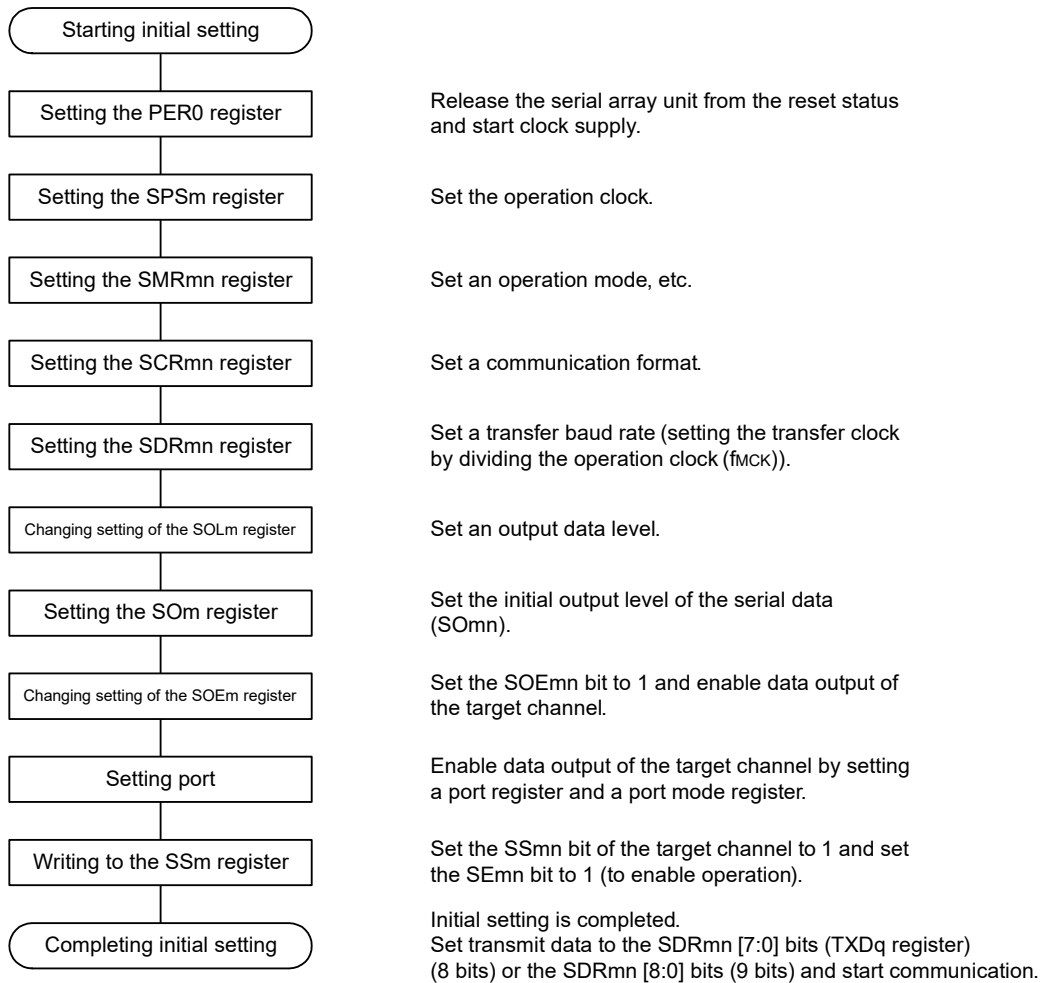 Starting initial setting
Setting the PER0 register
Release the serial array unit from the reset status
and start clock supply.
Setting the SPSm register
Set the operation clock.
Setting the SMRmn register
Set an operation mode, etc.
Setting the SCRmn register
Set a communication format.
Setting the SDRmn register
Set a transfer baud rate (setting the transfer clock
by dividing the operation clock (fMCK)).
Changing setting of the SOLm register
Set an output data level.
Setting the SOm register
Set the initial output level of the serial data
(SOmn).
Changing setting of the SOEm register
Set the SOEmn bit to 1 and enable data output of
the target channel.
Setting port
Enable data output of the target channel by setting
a port register and a port mode register.
Writing to the SSm register
Set the SSmn bit of the target channel to 1 and set
the SEmn bit to 1 (to enable operation).
Completing initial setting
Initial setting is completed.
Set transmit data to the SDRmn [7:0] bits (TXDq register)
(8 bits) or the SDRmn [8:0] bits (9 bits) and start communication.